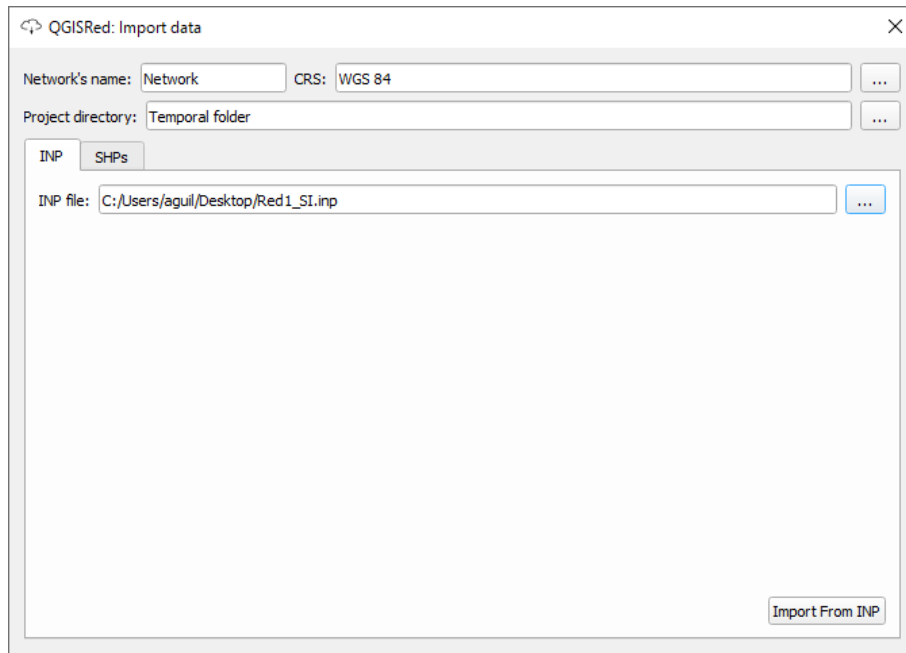 QGISRed: Import data
Network's name: Network CRS: WGS 84 ...
Project directory: Temporal folder ...
INP SHPs
INP file: C:/Users/aguil/Desktop/Red1_SI.inp ...
Import From INP